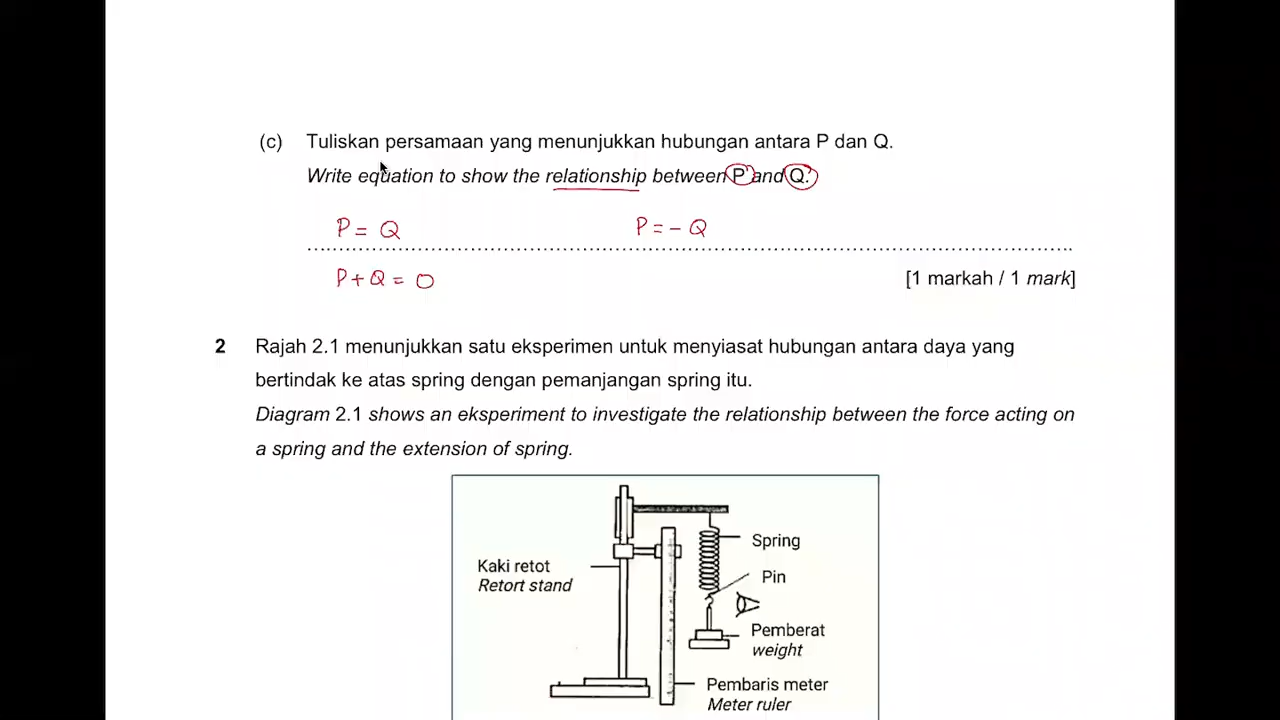 (c) Tuliskan persamaan yang menunjukkan hubungan antara P dan Q.
Write equation to show the relationship between P and Q.
P = Q P = - Q
P + Q = 0
[1 markah / 1 mark]
2 Rajah 2.1 menunjukkan satu eksperimen untuk menyiasat hubungan antara daya yang
bertindak ke atas spring dengan pemanjangan spring itu.
Diagram 2.1 shows an eksperiment to investigate the relationship between the force acting on
a spring and the extension of spring.
Spring
Kaki retot
Retort stand
Pin
Pemberat
weight
Pembaris meter
Meter ruler